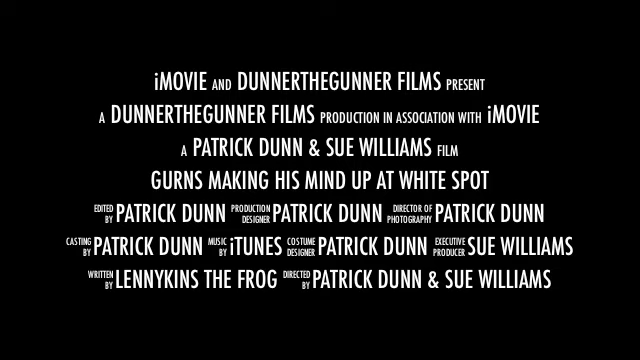 iMOVIE AND DUNNERTHEGUNNER FILMS PRESENT
A DUNNERTHEGUNNER FILMS PRODUCTION IN ASSOCIATION WITH iMOVIE
A PATRICK DUNN & SUE WILLIAMS FILM
GURNS MAKING HIS MIND UP AT WHITE SPOT
EDITED BY PATRICK DUNN PRODUCTION DESIGNER PATRICK DUNN DIRECTOR OF PHOTOGRAPHY PATRICK DUNN
CASTING BY PATRICK DUNN MUSIC BY iTUNES COSTUME DESIGNER PATRICK DUNN EXECUTIVE PRODUCER SUE WILLIAMS
WRITTEN BY LENNYKINS THE FROG DIRECTED BY PATRICK DUNN & SUE WILLIAMS